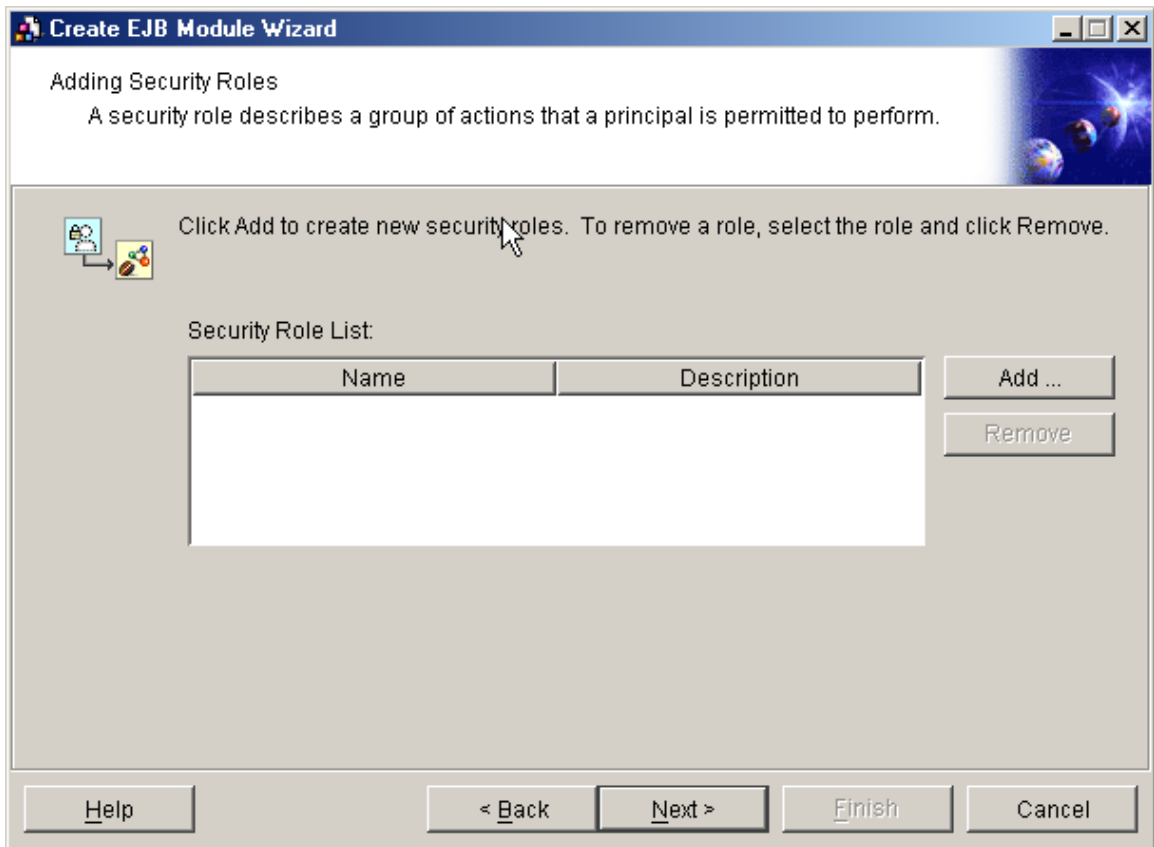 Create EJB Module Wizard
Adding Security Roles
A security role describes a group of actions that a principal is permitted to perform.
Click Add to create new security roles. To remove a role, select the role and click Remove.
Security Role List:
Name Description
Add ...
Remove
Help < Back Next > Finish Cancel